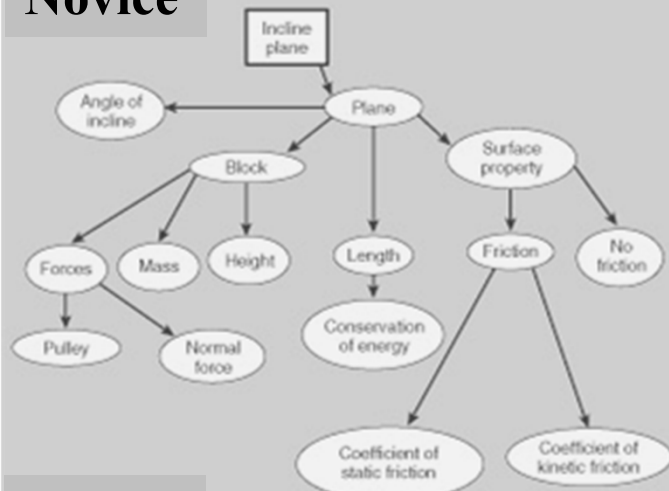 Novice
Incline
plane
Angle of
incline
Plane
Surface
property
Block
Forces
Mass
Height
Length
Friction
No
friction
Pulley
Normal
force
Conservation
of energy
Coefficient of
static friction
Coefficient of
kinetic friction